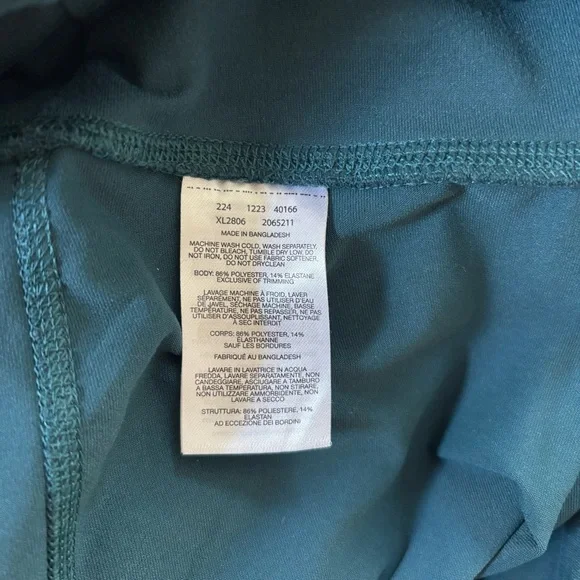 224 1223 40166
XL2806 2065211
MADE IN BANGLADESH
MACHINE WASH COLD, WASH SEPARATELY,
DO NOT BLEACH, TUMBLE DRY LOW, DO
NOT IRON, DO NOT USE FABRIC SOFTENER,
DO NOT DRYCLEAN
BODY: 86% POLYESTER, 14% ELASTANE
EXCLUSIVE OF TRIMMING
LAVAGE MACHINE À FROID, LAVER
SÉPAREMENT, NE PAS UTILISER D'EAU
DE JAVEL, SÉCHAGE MACHINE, BASSE
TEMPÉRATURE, NE PAS REPASSER, NE PAS
UTILISER D'ASSOUPLISSANT, NETTOYAGE
À SEC INTERDIT
CORPS: 86% POLYESTER, 14%
ÉLASTHANNE
SAUF LES BORDURES
FABRIQUÉ AU BANGLADESH
LAVARE IN LAVATRICE IN ACQUA
FREDDA, LAVARE SEPARATAMENTE, NON
CANDEGGIARE, ASCIUGARE A TAMBURO
A BASSA TEMPERATURA, NON STIRARE,
NON UTILIZZARE AMMORBIDENTE, NON
LAVARE A SECCO
STRUTTURA: 86% POLIESTERE, 14%
ELASTAN
AD ECCEZIONE DEI BORDINI